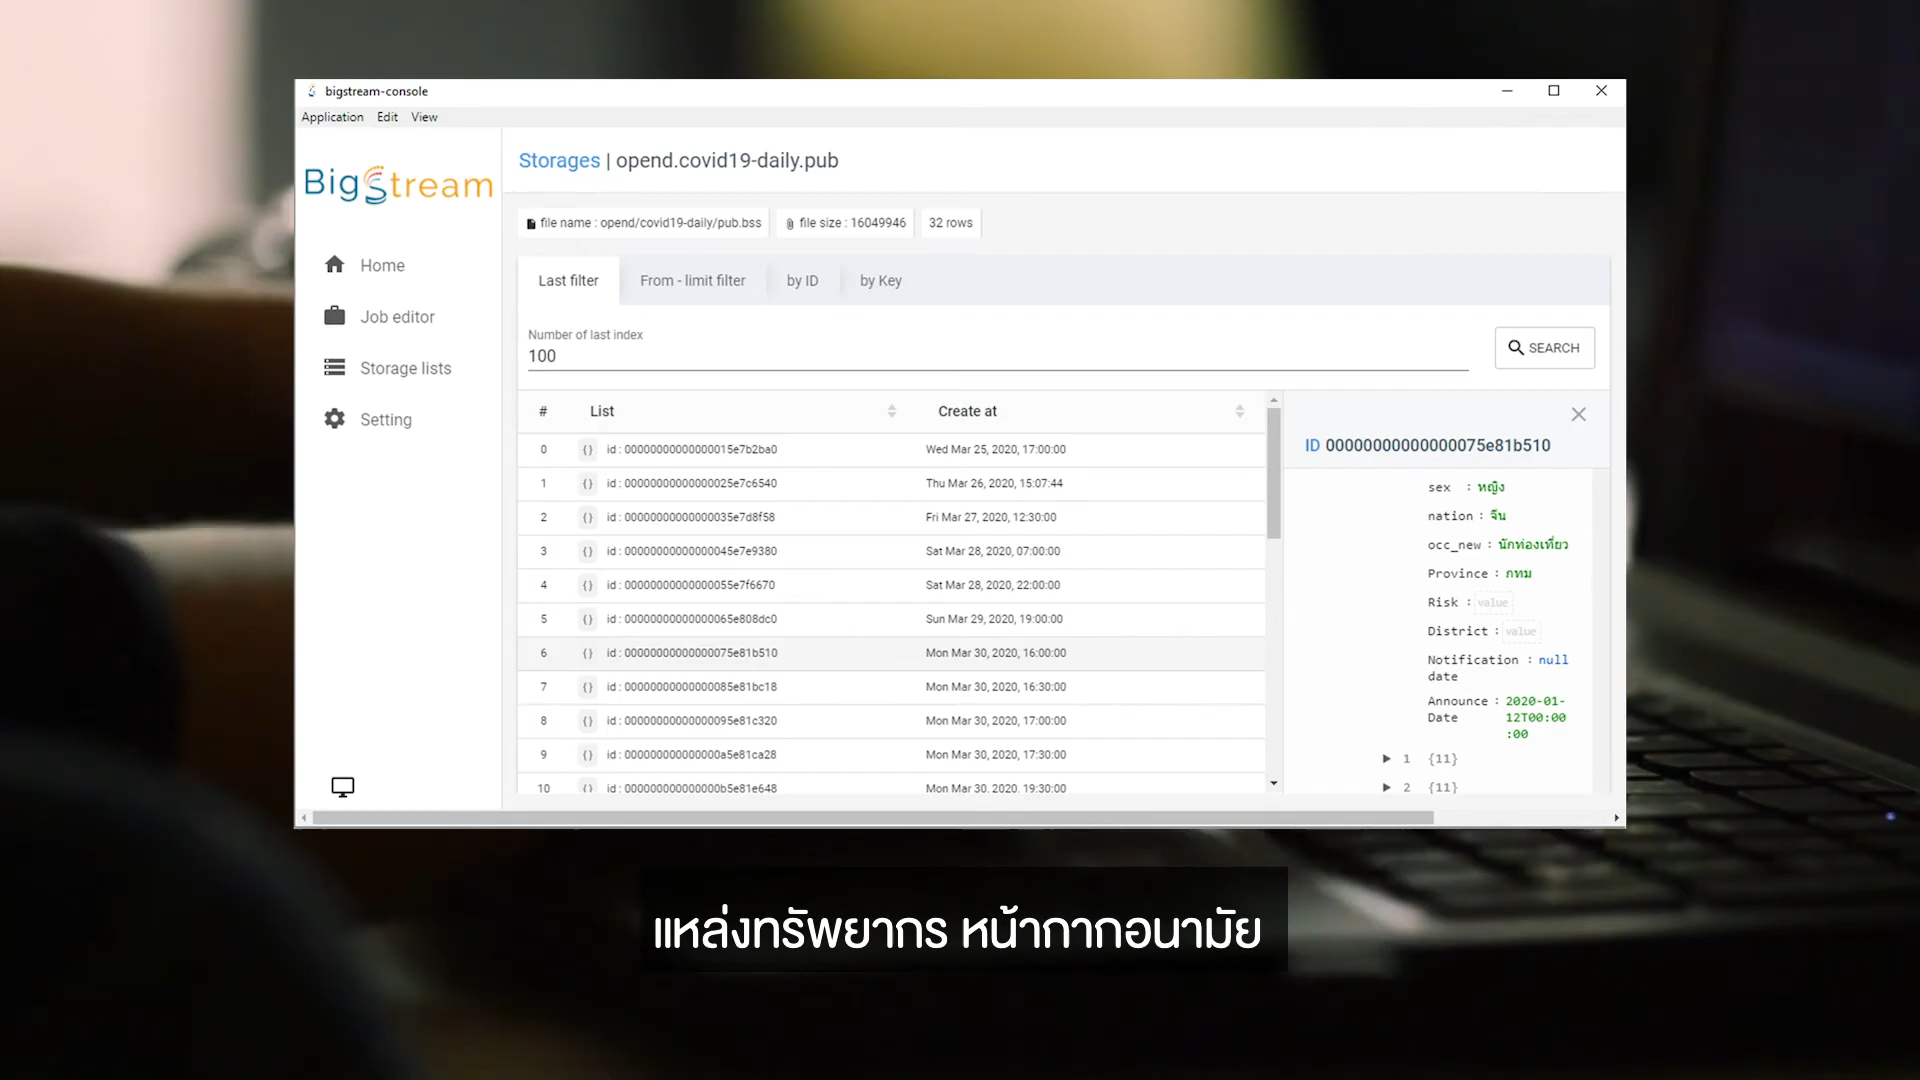 bigstream-console
Application Edit View
BigStream
Storages | opend.covid19-daily.pub
file name : opend/covid19-daily/pub.bss file size : 16049946 32 rows
Home
Job editor
Storage lists
Setting
Last filter From - limit filter by ID by Key
Number of last index
100
SEARCH
# List Create at
0 {} id : 00000000000000015e7b2ba0 Wed Mar 25, 2020, 17:00:00
1 {} id : 00000000000000025e7c6540 Thu Mar 26, 2020, 15:07:44
2 {} id : 00000000000000035e7d8f58 Fri Mar 27, 2020, 12:30:00
3 {} id : 00000000000000045e7e9380 Sat Mar 28, 2020, 07:00:00
4 {} id : 00000000000000055e7f6670 Sat Mar 28, 2020, 22:00:00
5 {} id : 00000000000000065e808dc0 Sun Mar 29, 2020, 19:00:00
6 {} id : 00000000000000075e81b510 Mon Mar 30, 2020, 16:00:00
7 {} id : 00000000000000085e81bc18 Mon Mar 30, 2020, 16:30:00
8 {} id : 00000000000000095e81c320 Mon Mar 30, 2020, 17:00:00
9 {} id : 000000000000000a5e81ca28 Mon Mar 30, 2020, 17:30:00
10 {} id : 000000000000000b5e81e648 Mon Mar 30, 2020, 19:30:00
ID 00000000000000075e81b510
sex : หญิง
nation : จีน
occ_new : นักท่องเที่ยว
Province : กทม
Risk : value
District : value
Notification : null
date
Announce : 2020-01-
Date 12T00:00
:00
1 {11}
2 {11}
แหล่งทรัพยากร หน้ากากอนามัย